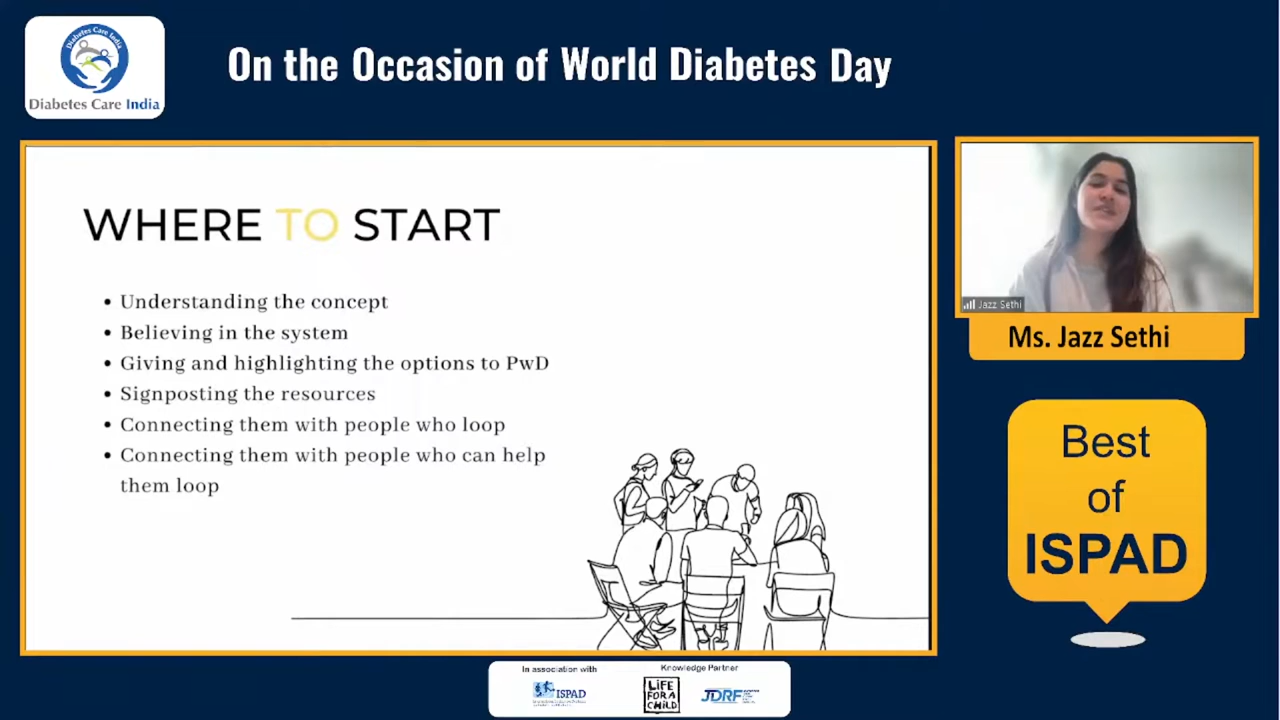 Diabetes Care India
Diabetes Care India
On the Occasion of World Diabetes Day
WHERE TO START
• Understanding the concept
• Believing in the system
• Giving and highlighting the options to PwD
• Signposting the resources
• Connecting them with people who loop
• Connecting them with people who can help
them loop
Jazz Sethi
Ms. Jazz Sethi
Best
of
ISPAD
In association with
ISPAD
Knowledge Partner
LiFE
FOR A
CHiLD
JDRF